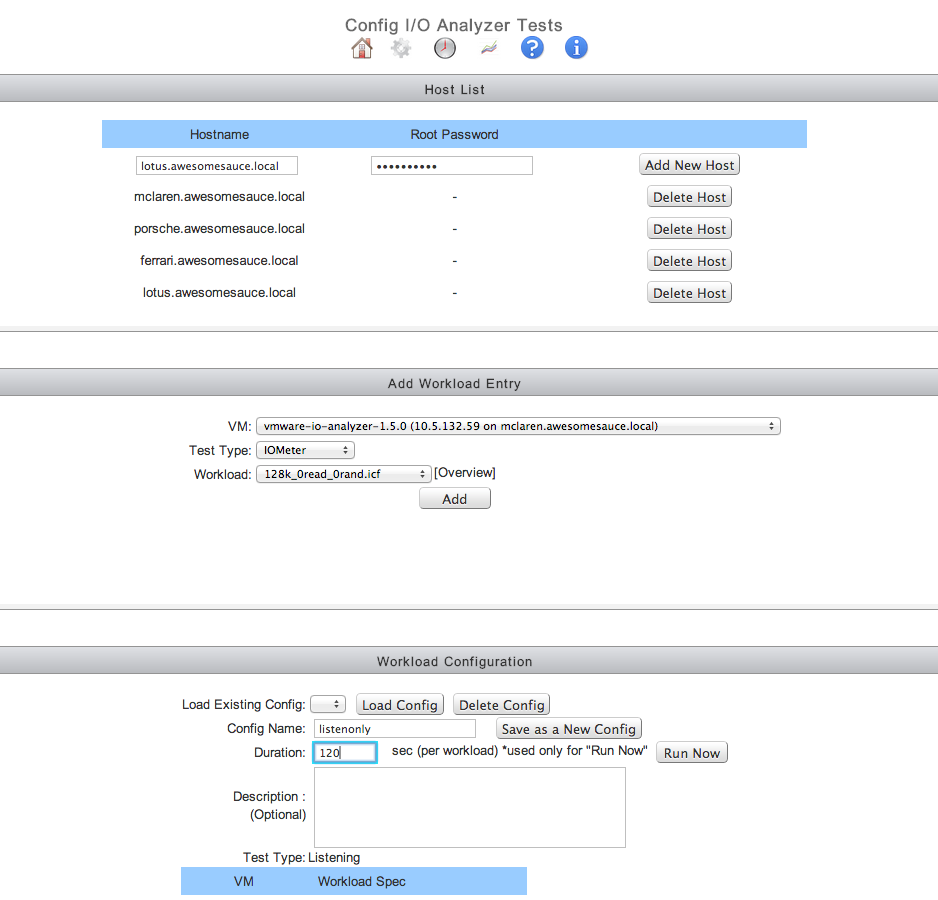 Config I/O Analyzer Tests
Host List
Hostname Root Password
lotus.awesomesauce.local •••••••••• Add New Host
mclaren.awesomesauce.local - Delete Host
porsche.awesomesauce.local - Delete Host
ferrari.awesomesauce.local - Delete Host
lotus.awesomesauce.local - Delete Host
Add Workload Entry
VM: vmware-io-analyzer-1.5.0 (10.5.132.59 on mclaren.awesomesauce.local)
Test Type: IOMeter
Workload: 128k_0read_0rand.icf [Overview]
Add
Workload Configuration
Load Existing Config: Load Config Delete Config
Config Name: listenonly Save as a New Config
Duration: 120 sec (per workload) *used only for "Run Now" Run Now
Description :
(Optional)
Test Type: Listening
VM Workload Spec